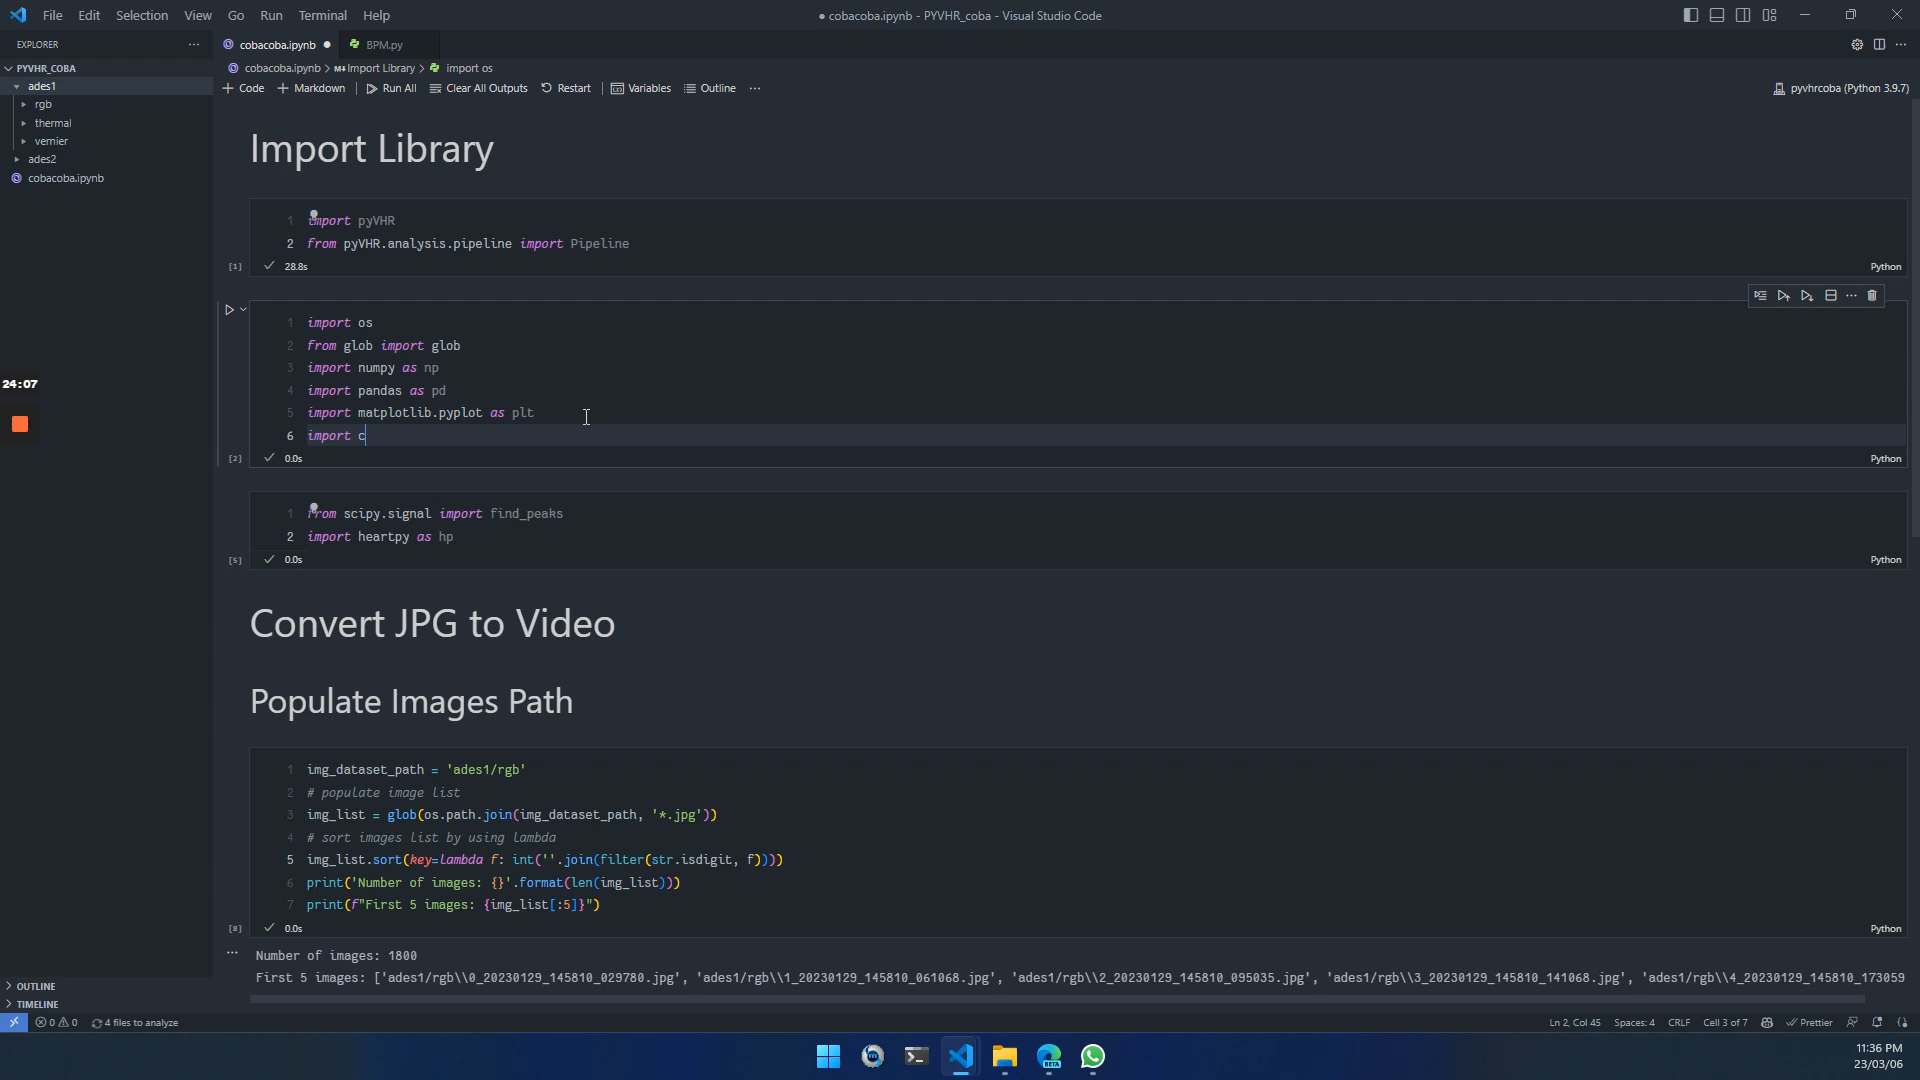 File Edit Selection View Go Run Terminal Help
● cobacoba.ipynb - PYVHR_coba - Visual Studio Code
EXPLORER
cobacoba.ipynb
BPM.py
PYVHR_COBA
ades1
rgb
thermal
vernier
ades2
cobacoba.ipynb
cobacoba.ipynb > M↓Import Library > import os
+ Code + Markdown Run All Clear All Outputs Restart Variables Outline ...
pyvhrcoba (Python 3.9.7)
Import Library
1 import pyVHR
2 from pyVHR.analysis.pipeline import Pipeline
[1] ✓ 28.8s
Python
1 import os
2 from glob import glob
3 import numpy as np
4 import pandas as pd
5 import matplotlib.pyplot as plt
6 import c
[2] ✓ 0.0s
Python
24:07
1 from scipy.signal import find_peaks
2 import heartpy as hp
[5] ✓ 0.0s
Python
Convert JPG to Video
Populate Images Path
1 img_dataset_path = 'ades1/rgb'
2 # populate image list
3 img_list = glob(os.path.join(img_dataset_path, '*.jpg'))
4 # sort images list by using lambda
5 img_list.sort(key=lambda f: int(''.join(filter(str.isdigit, f))))
6 print('Number of images: {}'.format(len(img_list)))
7 print(f"First 5 images: {img_list[:5]}")
[8] ✓ 0.0s
Python
Number of images: 1800
First 5 images: ['ades1/rgb\\0_20230129_145810_029780.jpg', 'ades1/rgb\\1_20230129_145810_061068.jpg', 'ades1/rgb\\2_20230129_145810_095035.jpg', 'ades1/rgb\\3_20230129_145810_141068.jpg', 'ades1/rgb\\4_20230129_145810_173059
OUTLINE
TIMELINE
0 0 4 files to analyze
Ln 2, Col 45 Spaces: 4 CRLF Cell 3 of 7 Prettier
BETA
11:36 PM
23/03/06